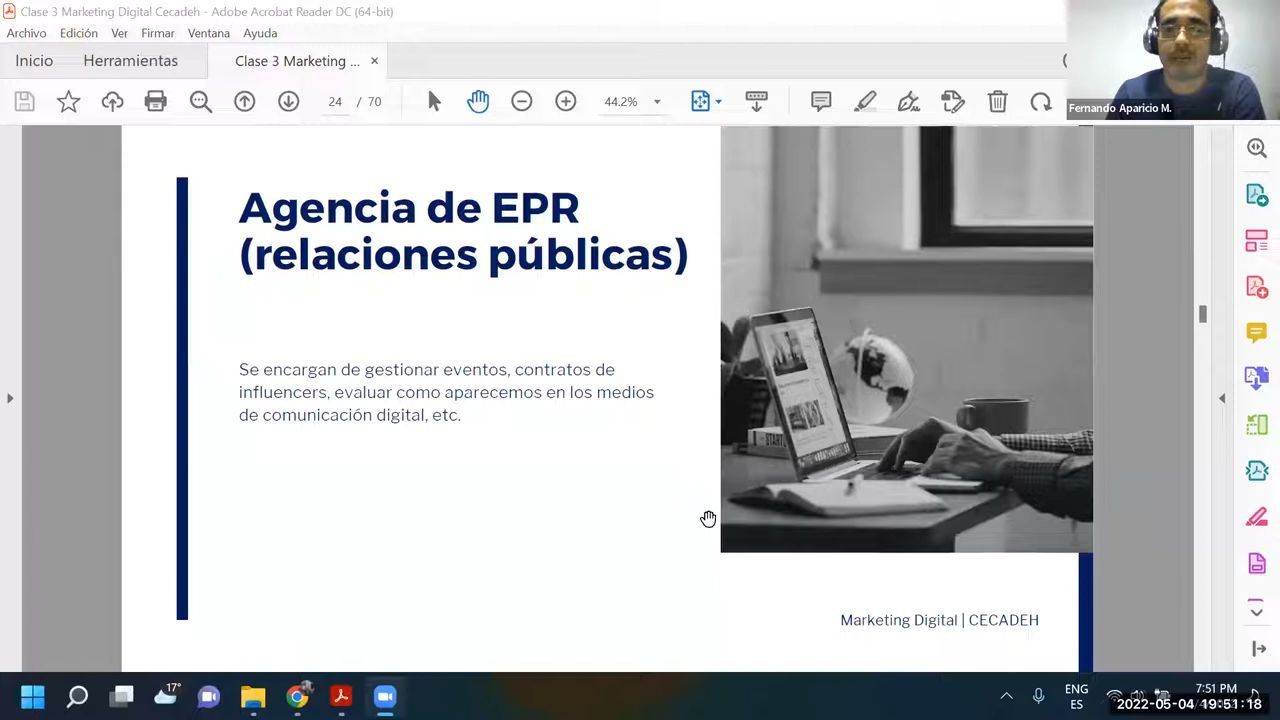 Clase 3 Marketing Digital Cecadeh - Adobe Acrobat Reader DC (64-bit)
Archivo Edición Ver Firmar Ventana Ayuda
Inicio Herramientas Clase 3 Marketing ... ×
24 / 70 44.2%
Fernando Aparicio M.
Agencia de EPR
(relaciones públicas)
Se encargan de gestionar eventos, contratos de
influencers, evaluar como aparecemos en los medios
de comunicación digital, etc.
Marketing Digital | CECADEH
17°
ENG
ES
7:51 PM
2022-05-04 19:51:18